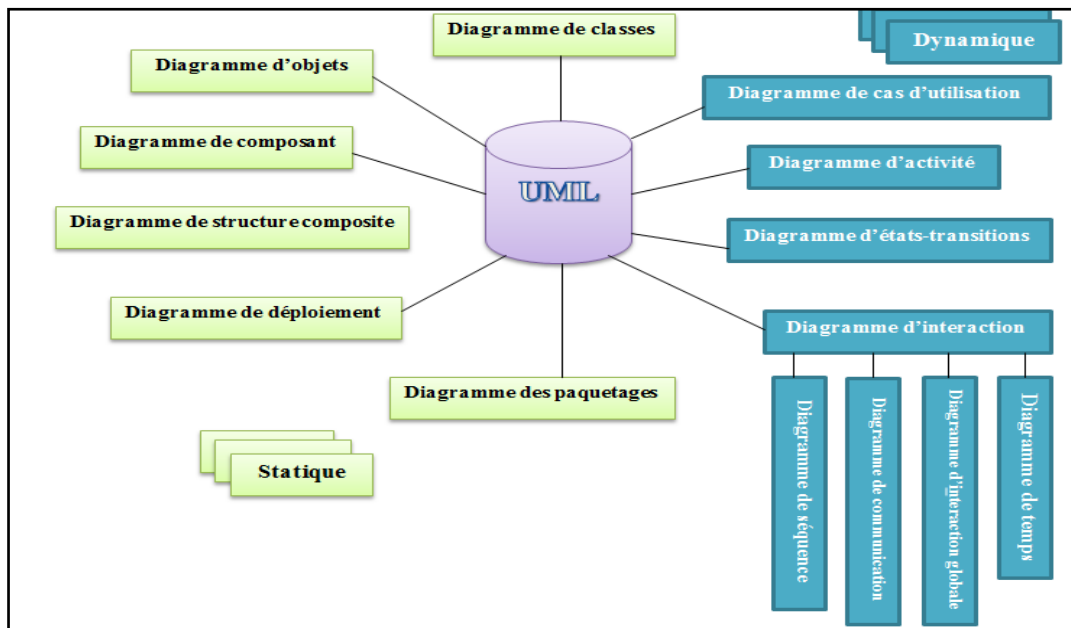 Diagramme de classes
Dynamique
Diagramme d'objets
Diagramme de cas d'utilisation
Diagramme de composant
Diagramme d'activité
UMIL
Diagramme de structure composite
Diagramme d'états-transitions
Diagramme de déploiement
Diagramme d'interaction
Diagramme des paquetages
Diagramme de séquence
Diagramme de communication
Diagramme d'interaction globale
Diagramme de temps
Statique